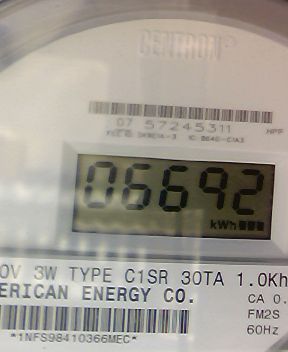 CENTRON®
07 57245311
HPP
06692
kWh
0V 3W TYPE C1SR 30TA 1.0Kh
ERICAN ENERGY CO.
CA 0.
FM2S
60Hz
*1NFS98410366MEC*